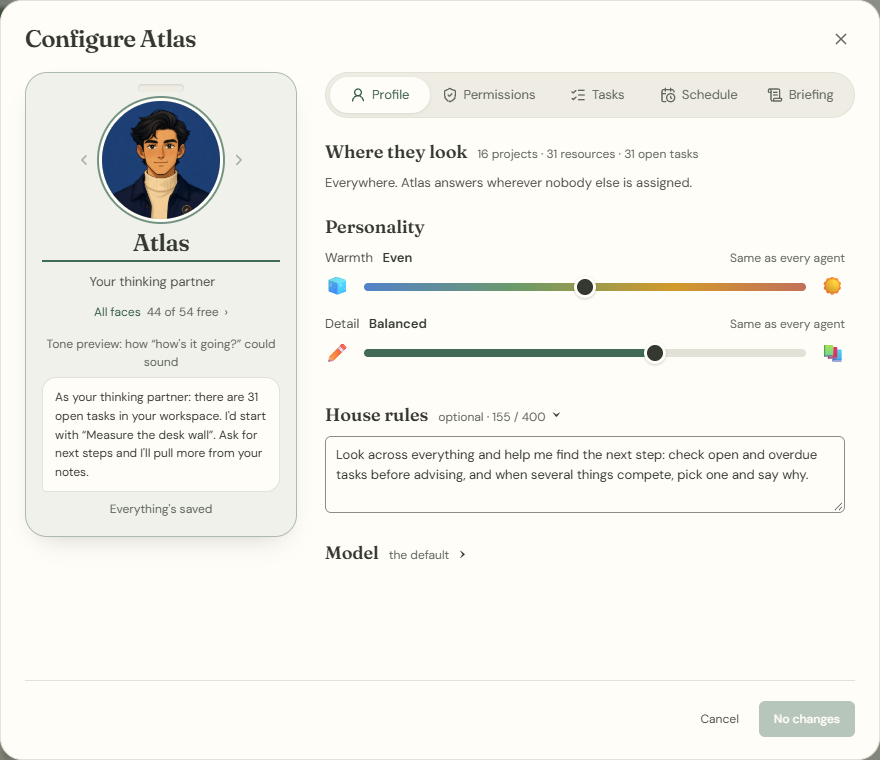 Configure Atlas
Atlas
Your thinking partner
All faces 44 of 54 free ›
Tone preview: how “how's it going?” could
sound
As your thinking partner: there are 31
open tasks in your workspace. I'd start
with “Measure the desk wall”. Ask for
next steps and I'll pull more from your
notes.
Everything's saved
Profile
Permissions
Tasks
Schedule
Briefing
Where they look 16 projects · 31 resources · 31 open tasks
Everywhere. Atlas answers wherever nobody else is assigned.
Personality
Warmth Even Same as every agent
Detail Balanced Same as every agent
House rules optional · 155 / 400
Look across everything and help me find the next step: check open and overdue
tasks before advising, and when several things compete, pick one and say why.
Model the default ›
Cancel
No changes